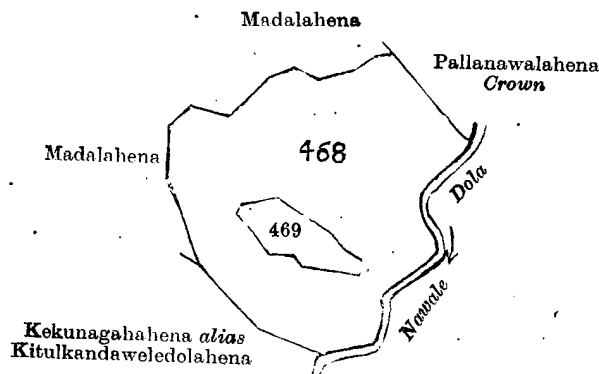 Madalahena
Pallanawalahena
Crown
468
Madalahena
Dola
469
Nawale
Kekunagahahena alias
Kitulkandaweledolahena